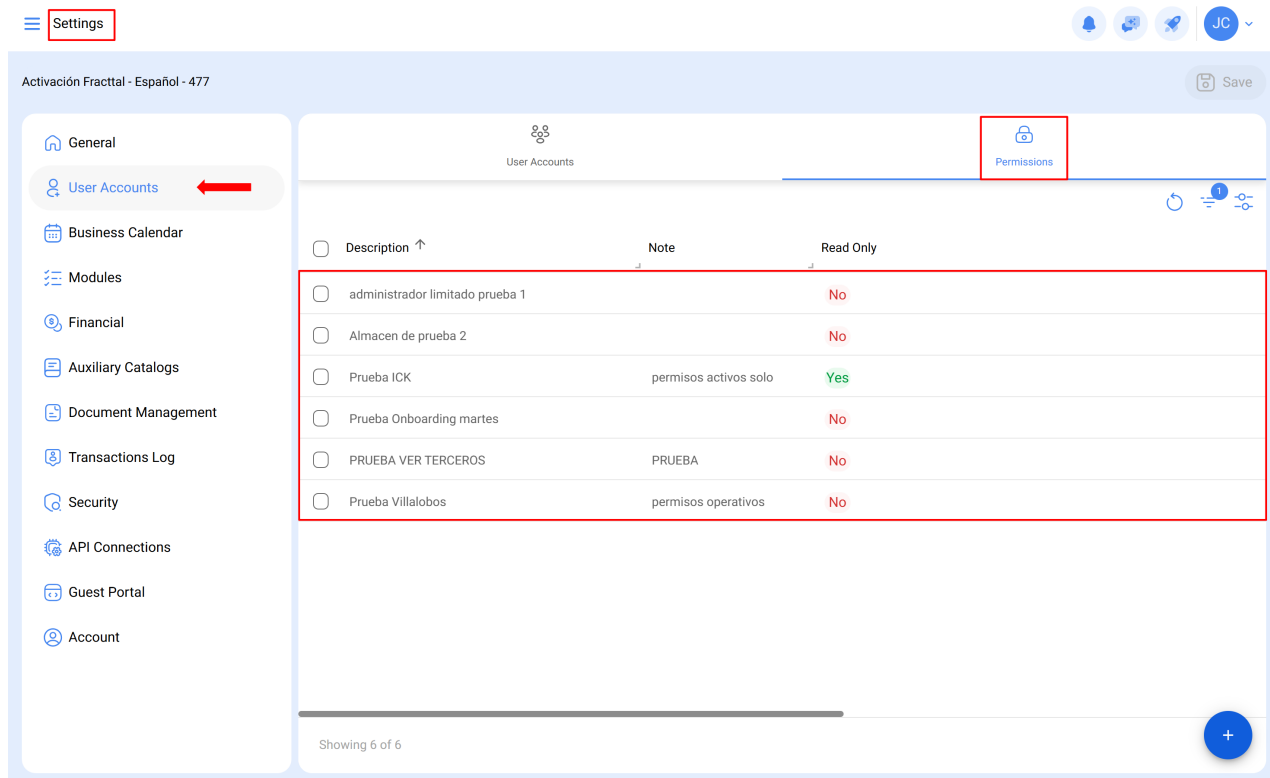 Settings
JC
Activación Fracttal - Español - 477
Save
General
User Accounts
Business Calendar
Modules
Financial
Auxiliary Catalogs
Document Management
Transactions Log
Security
API Connections
Guest Portal
Account
User Accounts
Permissions
1
Description Note Read Only
administrador limitado prueba 1 No
Almacen de prueba 2 No
Prueba ICK permisos activos solo Yes
Prueba Onboarding martes No
PRUEBA VER TERCEROS PRUEBA No
Prueba Villalobos permisos operativos No
Showing 6 of 6